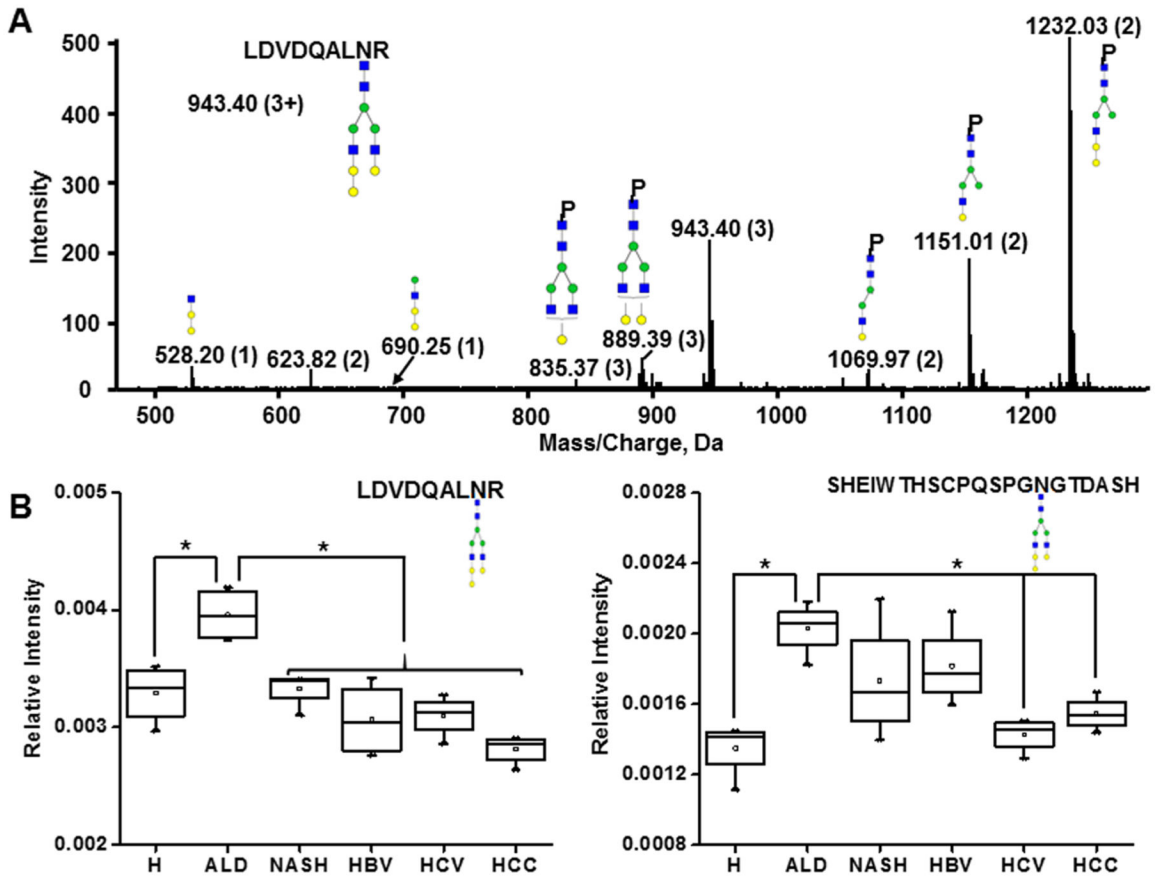 A
Intensity
500
400
300
200
100
0
LDVDQALNR
943.40 (3+)
528.20 (1)
623.82 (2)
690.25 (1)
P
835.37 (3)
P
889.39 (3)
943.40 (3)
P
1069.97 (2)
P
1151.01 (2)
1232.03 (2)
P
500 600 700 800 900 1000 1100 1200
Mass/Charge, Da
B
Relative Intensity
0.005
0.004
0.003
0.002
LDVDQALNR
*
*
H ALD NASH HBV HCV HCC
Relative Intensity
0.0028
0.0024
0.0020
0.0016
0.0012
0.0008
SHEIWTHSCPQSPGNGTDASH
*
*
H ALD NASH HBV HCV HCC